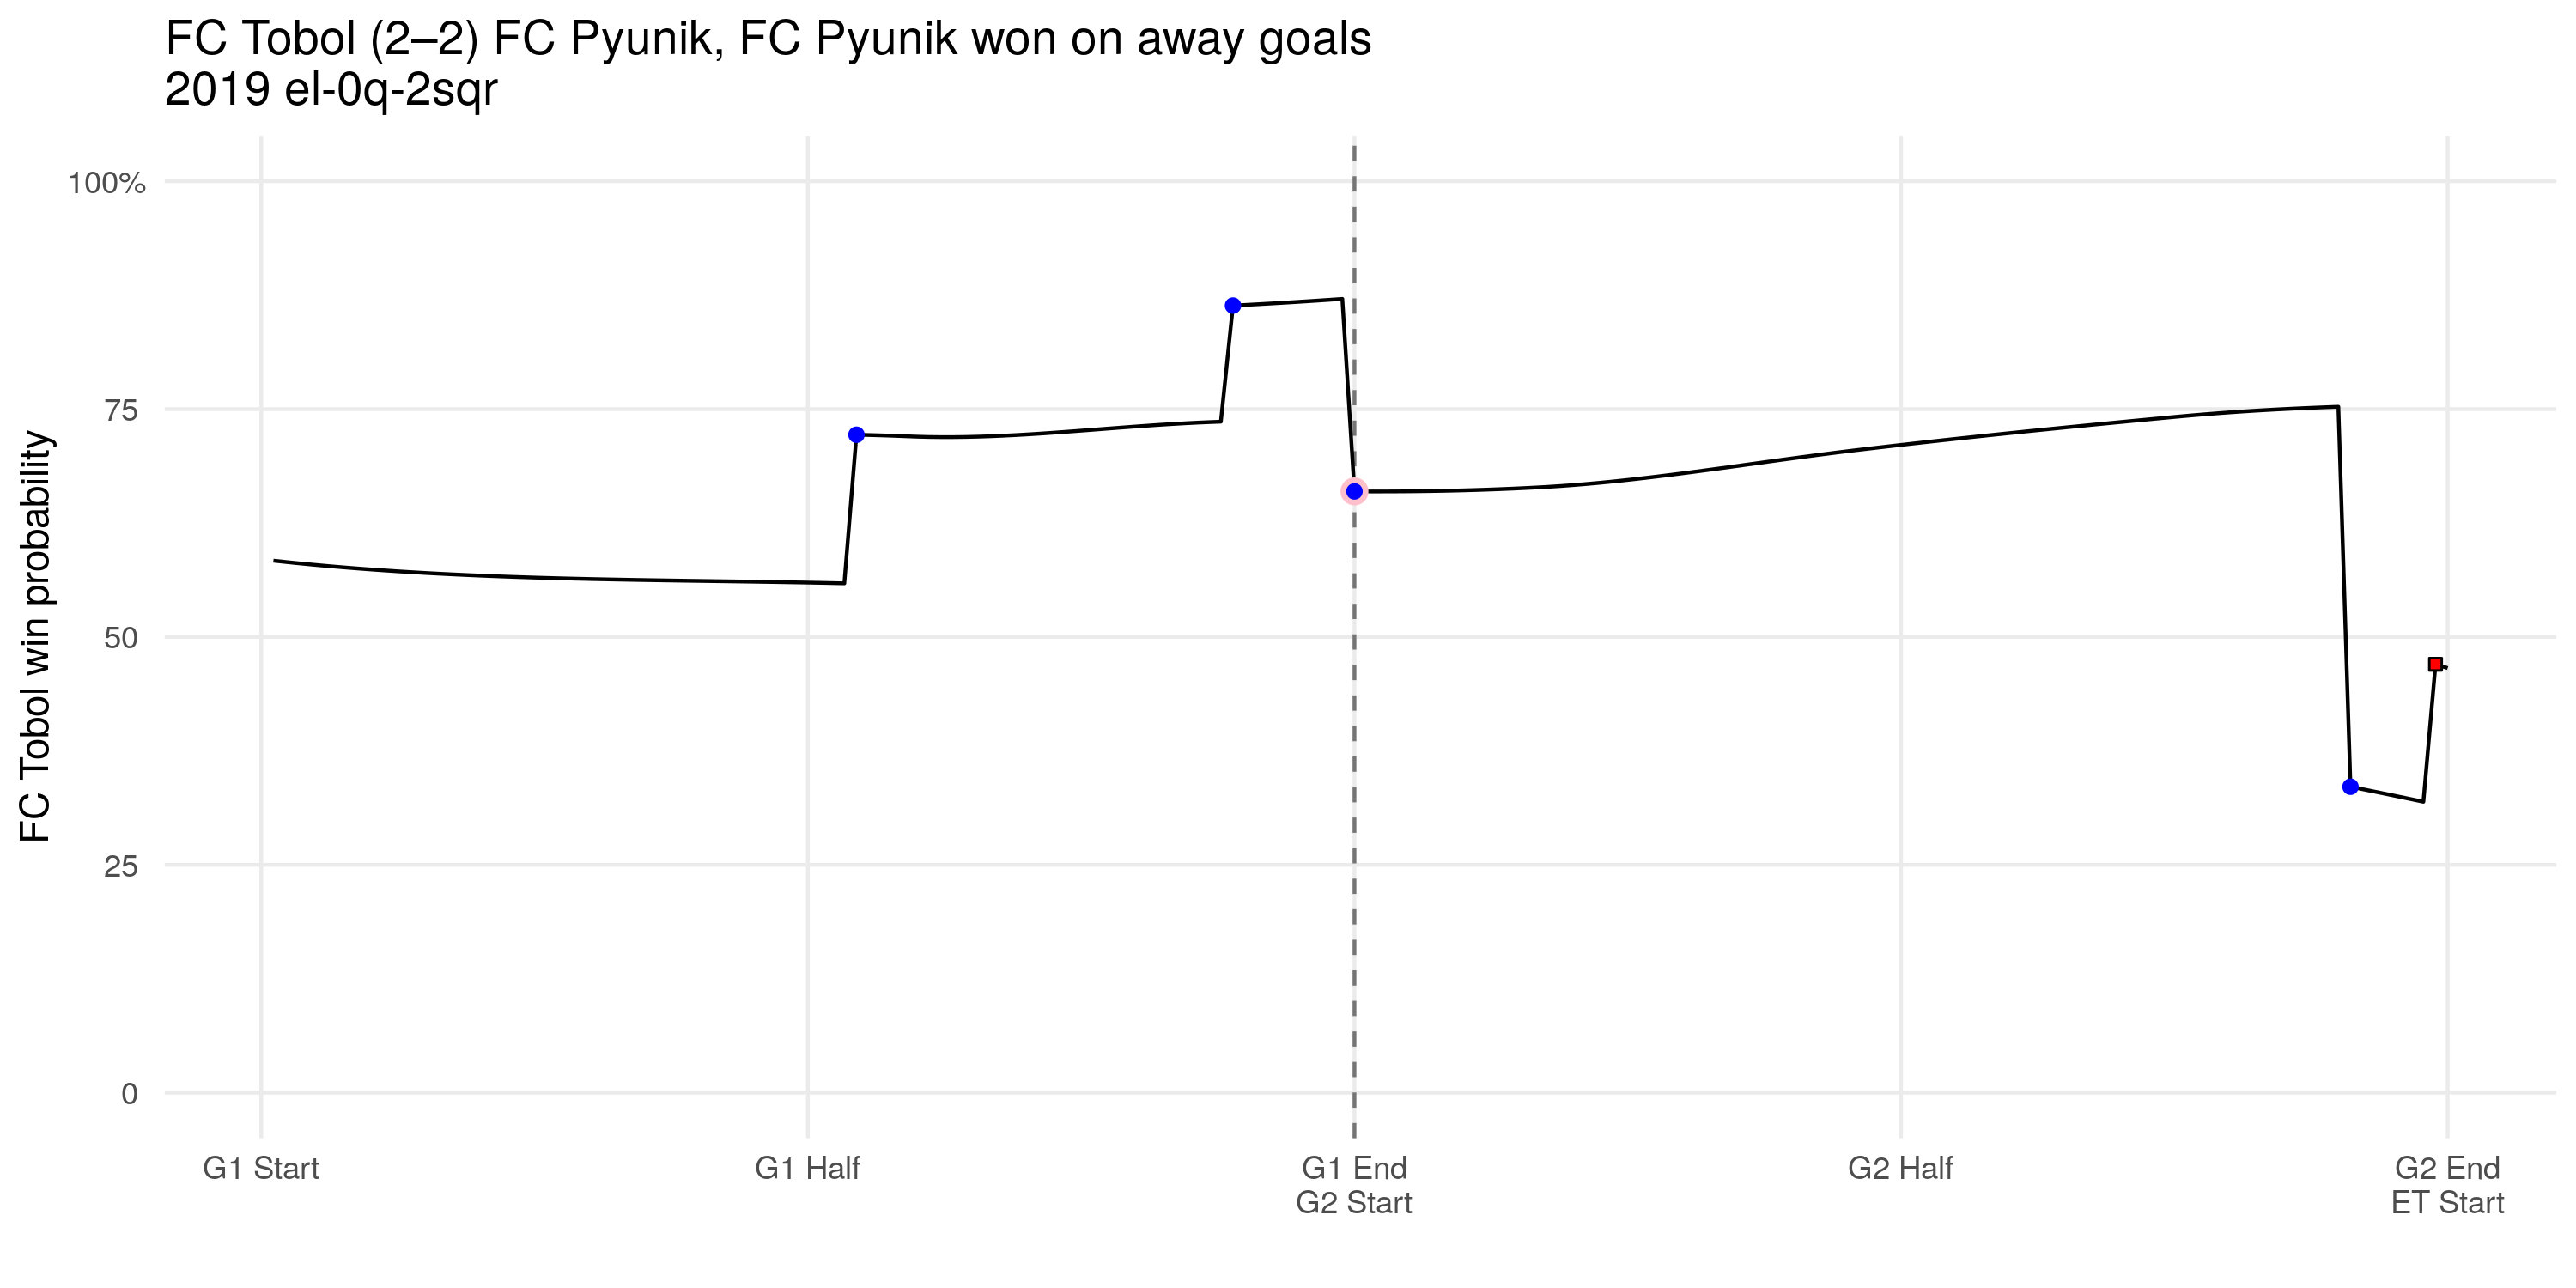 FC Tobol (2–2) FC Pyunik, FC Pyunik won on away goals
2019 el-0q-2sqr
FC Tobol win probability
100%
75
50
25
0
G1 Start
G1 Half
G1 End
G2 Start
G2 Half
G2 End
ET Start